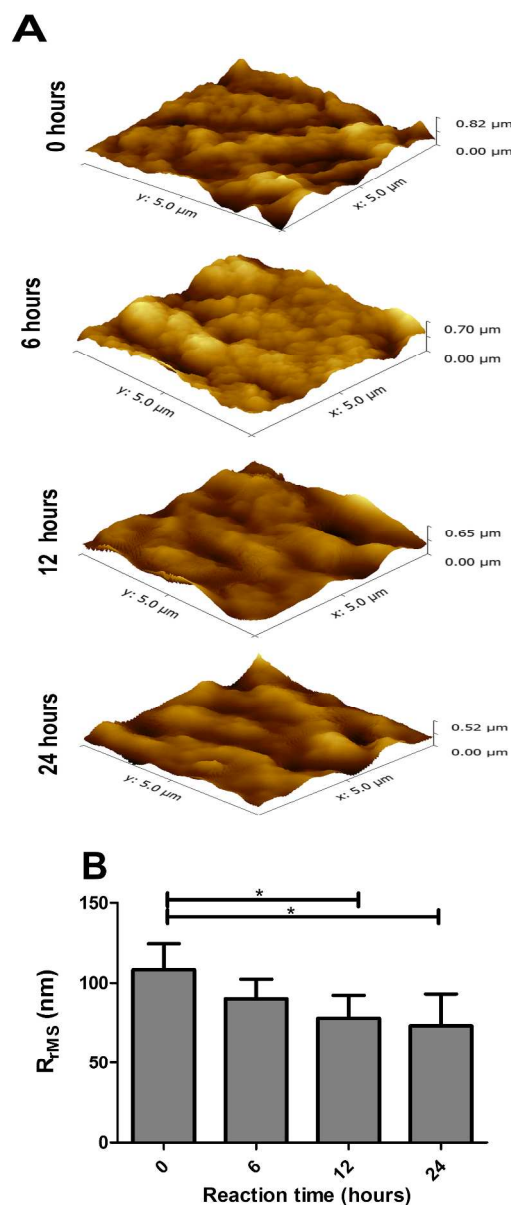 A
0 hours
0.82 µm
0.00 µm
y: 5.0 µm
x: 5.0 µm
6 hours
0.70 µm
0.00 µm
y: 5.0 µm
x: 5.0 µm
12 hours
0.65 µm
0.00 µm
y: 5.0 µm
x: 5.0 µm
24 hours
0.52 µm
0.00 µm
y: 5.0 µm
x: 5.0 µm
B
150
100
50
0
RrMS (nm)
*
*
0
6
12
24
Reaction time (hours)